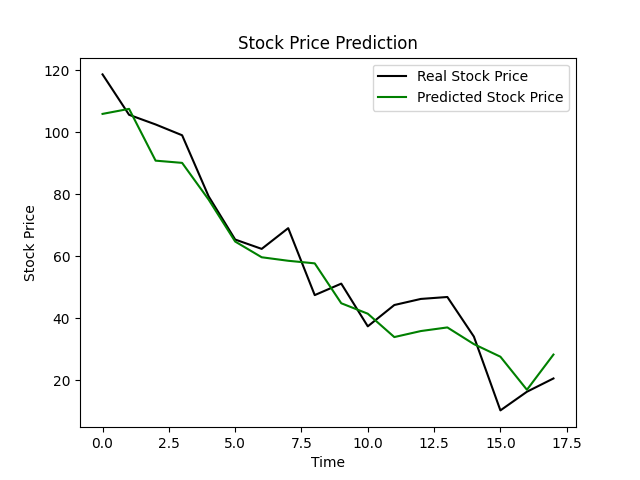 Stock Price Prediction
Real Stock Price
Predicted Stock Price
120
100
80
60
40
20
Stock Price
0.0 2.5 5.0 7.5 10.0 12.5 15.0 17.5
Time